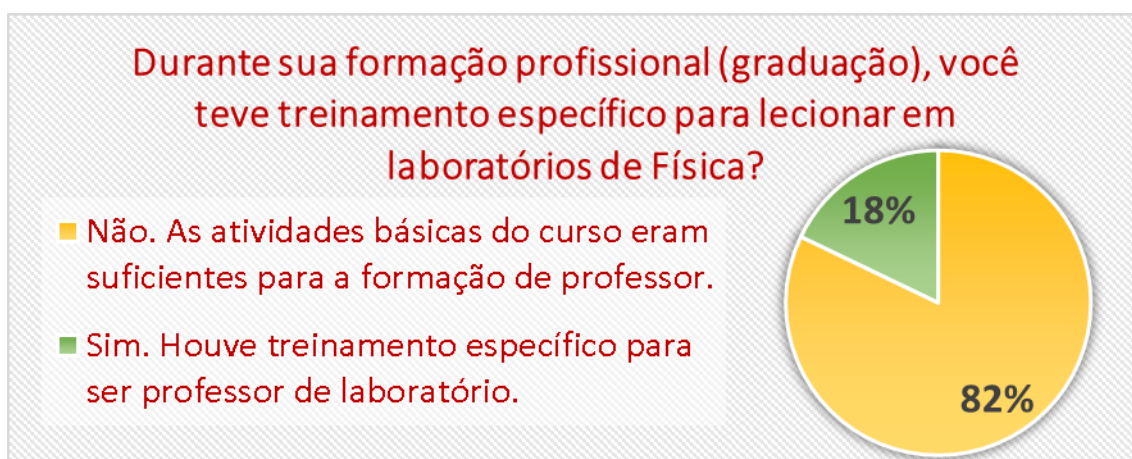 Durante sua formação profissional (graduação), você
teve treinamento específico para lecionar em
laboratórios de Física?
Não. As atividades básicas do curso eram
suficientes para a formação de professor.
Sim. Houve treinamento específico para
ser professor de laboratório.
18%
82%